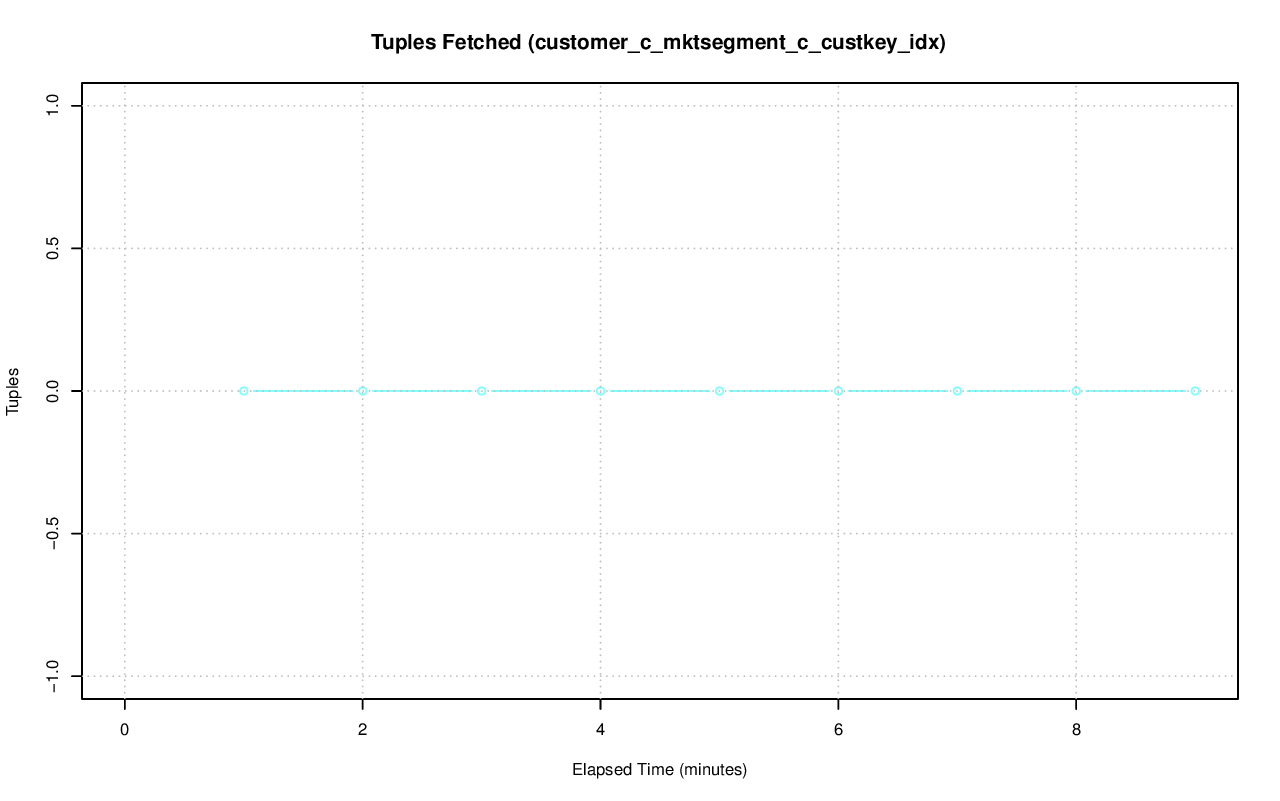 Tuples Fetched (customer_c_mktsegment_c_custkey_idx)
1.0
0.5
0.0
−0.5
−1.0
Tuples
0 2 4 6 8
Elapsed Time (minutes)